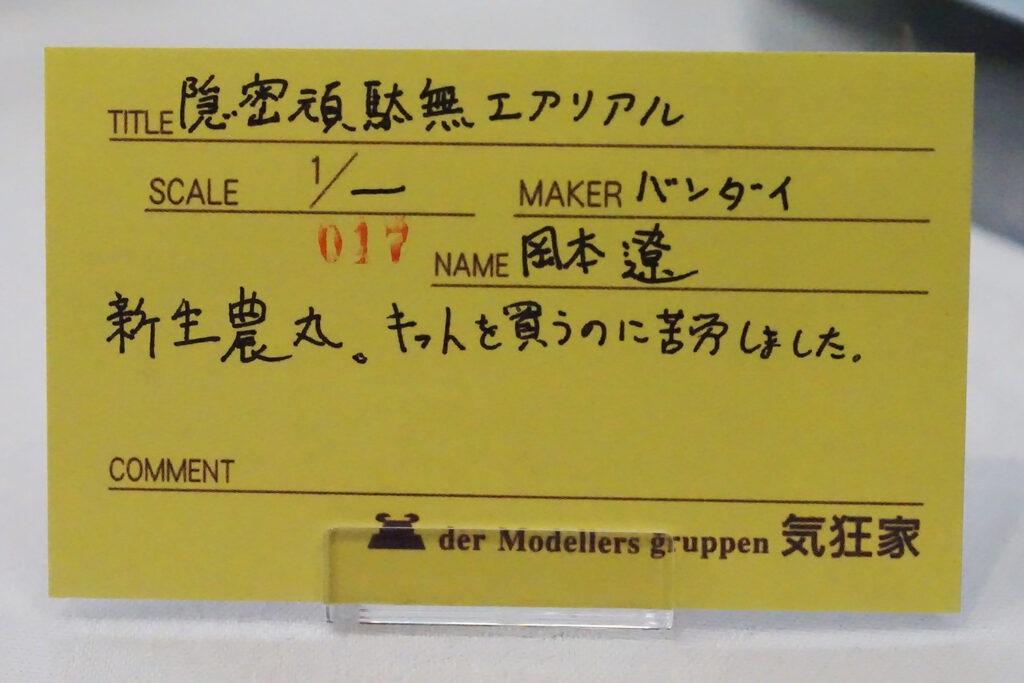 TITLE 隠密頑駄無エアリアル
SCALE 1/— MAKER バンダイ
017 NAME 岡本 遼
新生農丸。キットを買うのに苦労しました。
COMMENT
der Modellers gruppen 気狂家